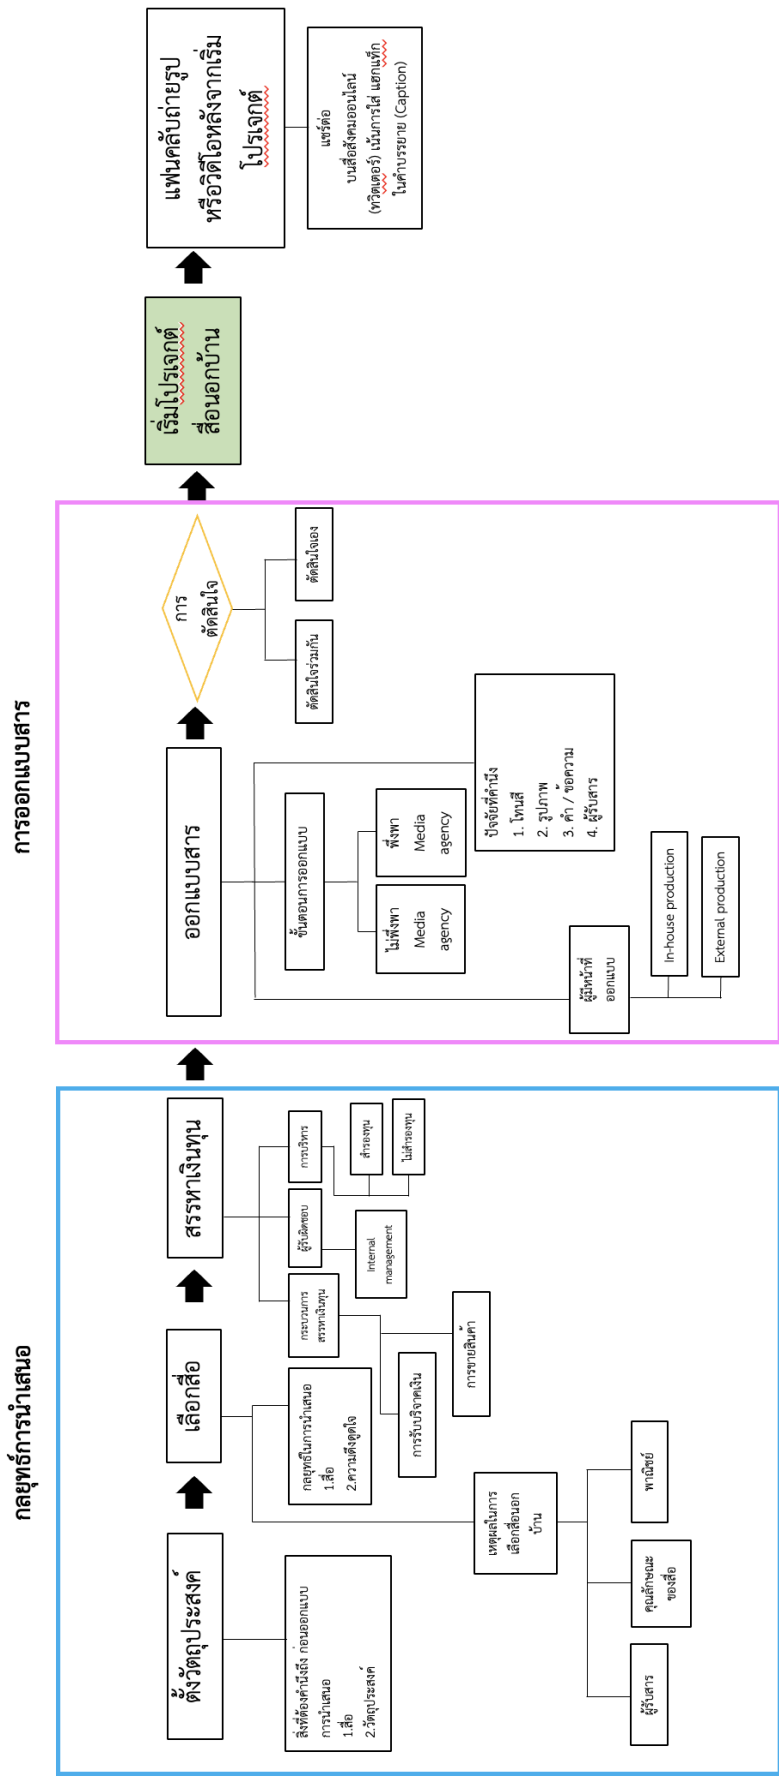 กลยุทธ์การนำเสนอ
ตั้งวัตถุประสงค์
สิ่งที่ต้องคำนึงถึง ก่อนออกแบบ
การนำเสนอ
1.สื่อ
2.วัตถุประสงค์
เลือกสื่อ
กลยุทธ์ในการนำเสนอ
1.สื่อ
2.ความดึงดูดใจ
เหตุผลในการ
เลือกสื่อนอก
บ้าน
ผู้รับสาร
คุณลักษณะ
ของสื่อ
พาณิชย์
สรรหาเงินทุน
กระบวนการ
สรรหาเงินทุน
การรับบริจาคเงิน
การขายสินค้า
ผู้รับผิดชอบ
Internal
management
การบริหาร
สำรองทุน
ไม่สำรองทุน
การออกแบบสาร
ออกแบบสาร
ขั้นตอนการออกแบบ
ไม่พึ่งพา
Media
agency
พึ่งพา
Media
agency
ผู้มีหน้าที่
ออกแบบ
In-house production
External production
ปัจจัยที่คำนึง
1. โทนสี
2. รูปภาพ
3. คำ / ข้อความ
4. ผู้รับสาร
การ
ตัดสินใจ
ตัดสินใจร่วมกัน
ตัดสินใจเอง
เริ่มโปรเจกต์
สื่อนอกบ้าน
แฟนคลับถ่ายรูป
หรือวิดีโอหลังจากเริ่ม
โปรเจกต์
แชร์ต่อ
บนสื่อสังคมออนไลน์
(ทวิตเตอร์) เน้นการใส่ แฮกแท็ก
ในคำบรรยาย (Caption)